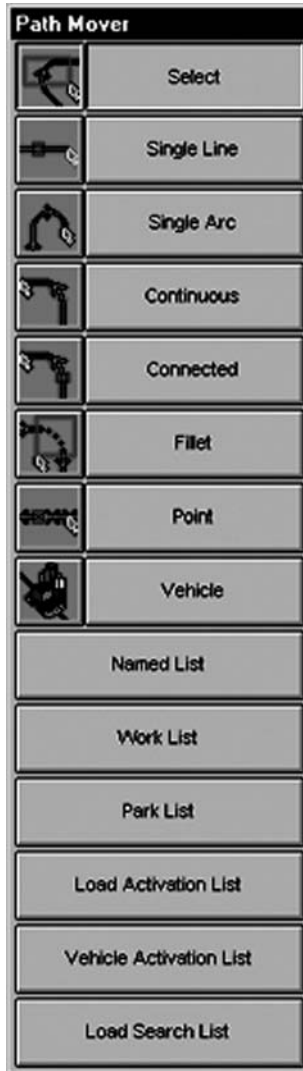 Path Mover
Select
Single Line
Single Arc
Continuous
Connected
Fillet
Point
Vehicle
Named List
Work List
Park List
Load Activation List
Vehicle Activation List
Load Search List